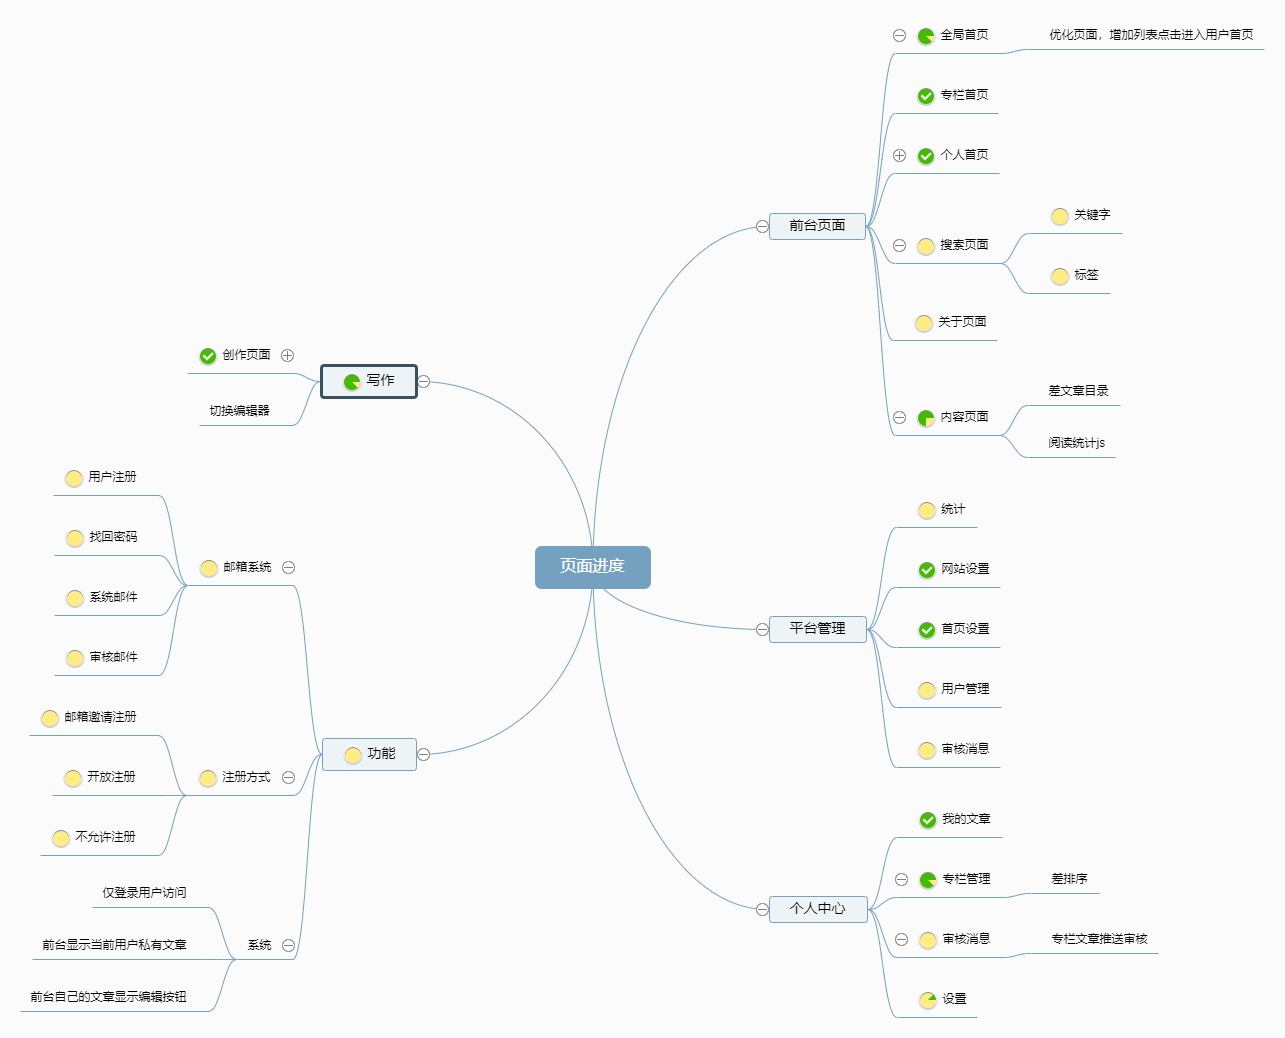 页面进度
前台页面
全局首页
优化页面，增加列表点击进入用户首页
专栏首页
个人首页
搜索页面
关键字
标签
关于页面
内容页面
差文章目录
阅读统计js
平台管理
统计
网站设置
首页设置
用户管理
审核消息
个人中心
我的文章
专栏管理
差排序
审核消息
专栏文章推送审核
设置
写作
创作页面
切换编辑器
功能
邮箱系统
用户注册
找回密码
系统邮件
审核邮件
注册方式
邮箱邀请注册
开放注册
不允许注册
系统
仅登录用户访问
前台显示当前用户私有文章
前台自己的文章显示编辑按钮